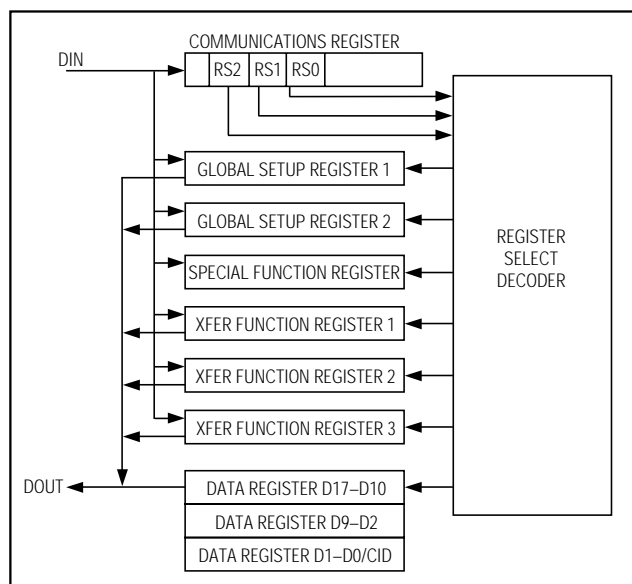 COMMUNICATIONS REGISTER
DIN
RS2 RS1 RS0
GLOBAL SETUP REGISTER 1
GLOBAL SETUP REGISTER 2
SPECIAL FUNCTION REGISTER
XFER FUNCTION REGISTER 1
XFER FUNCTION REGISTER 2
XFER FUNCTION REGISTER 3
REGISTER
SELECT
DECODER
DOUT
DATA REGISTER D17–D10
DATA REGISTER D9–D2
DATA REGISTER D1–D0/CID